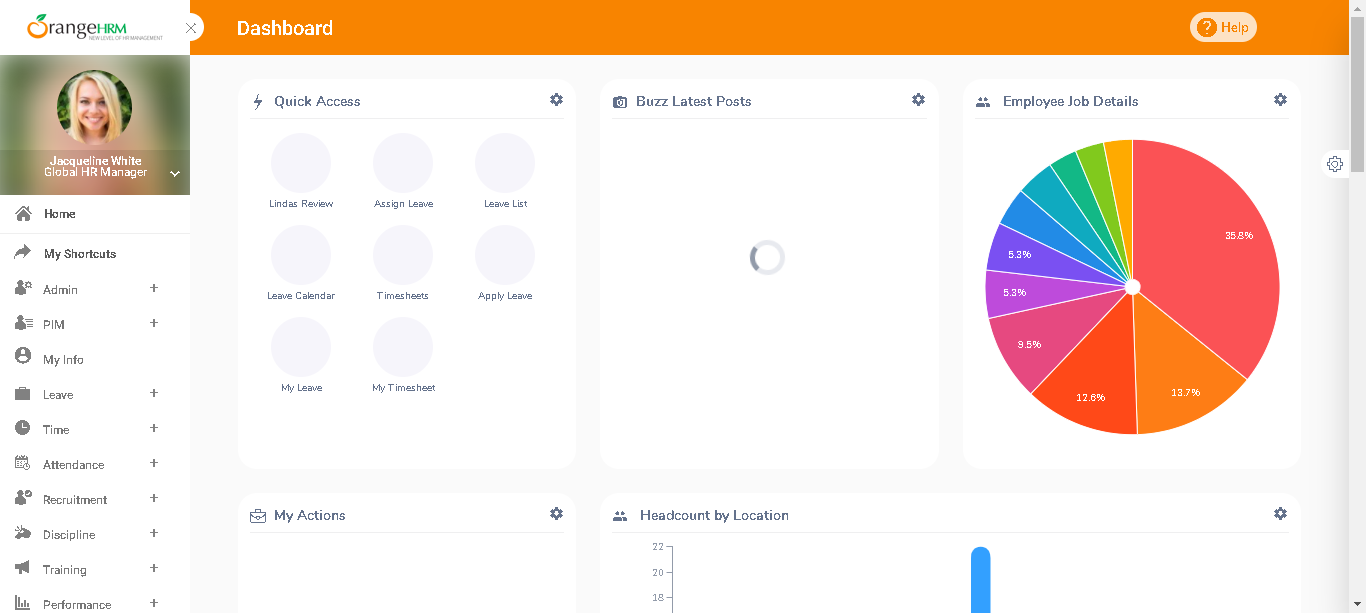 OrangeHRM
NEW LEVEL OF HR MANAGEMENT
Dashboard
? Help
Jacqueline White
Global HR Manager
Home
My Shortcuts
Admin +
PIM +
My Info
Leave +
Time +
Attendance +
Recruitment +
Discipline +
Training +
Performance +
Quick Access
Lindas Review
Assign Leave
Leave List
Leave Calendar
Timesheets
Apply Leave
My Leave
My Timesheet
Buzz Latest Posts
Employee Job Details
35.8%
5.3%
5.3%
9.5%
12.6%
13.7%
My Actions
Headcount by Location
22
20
18